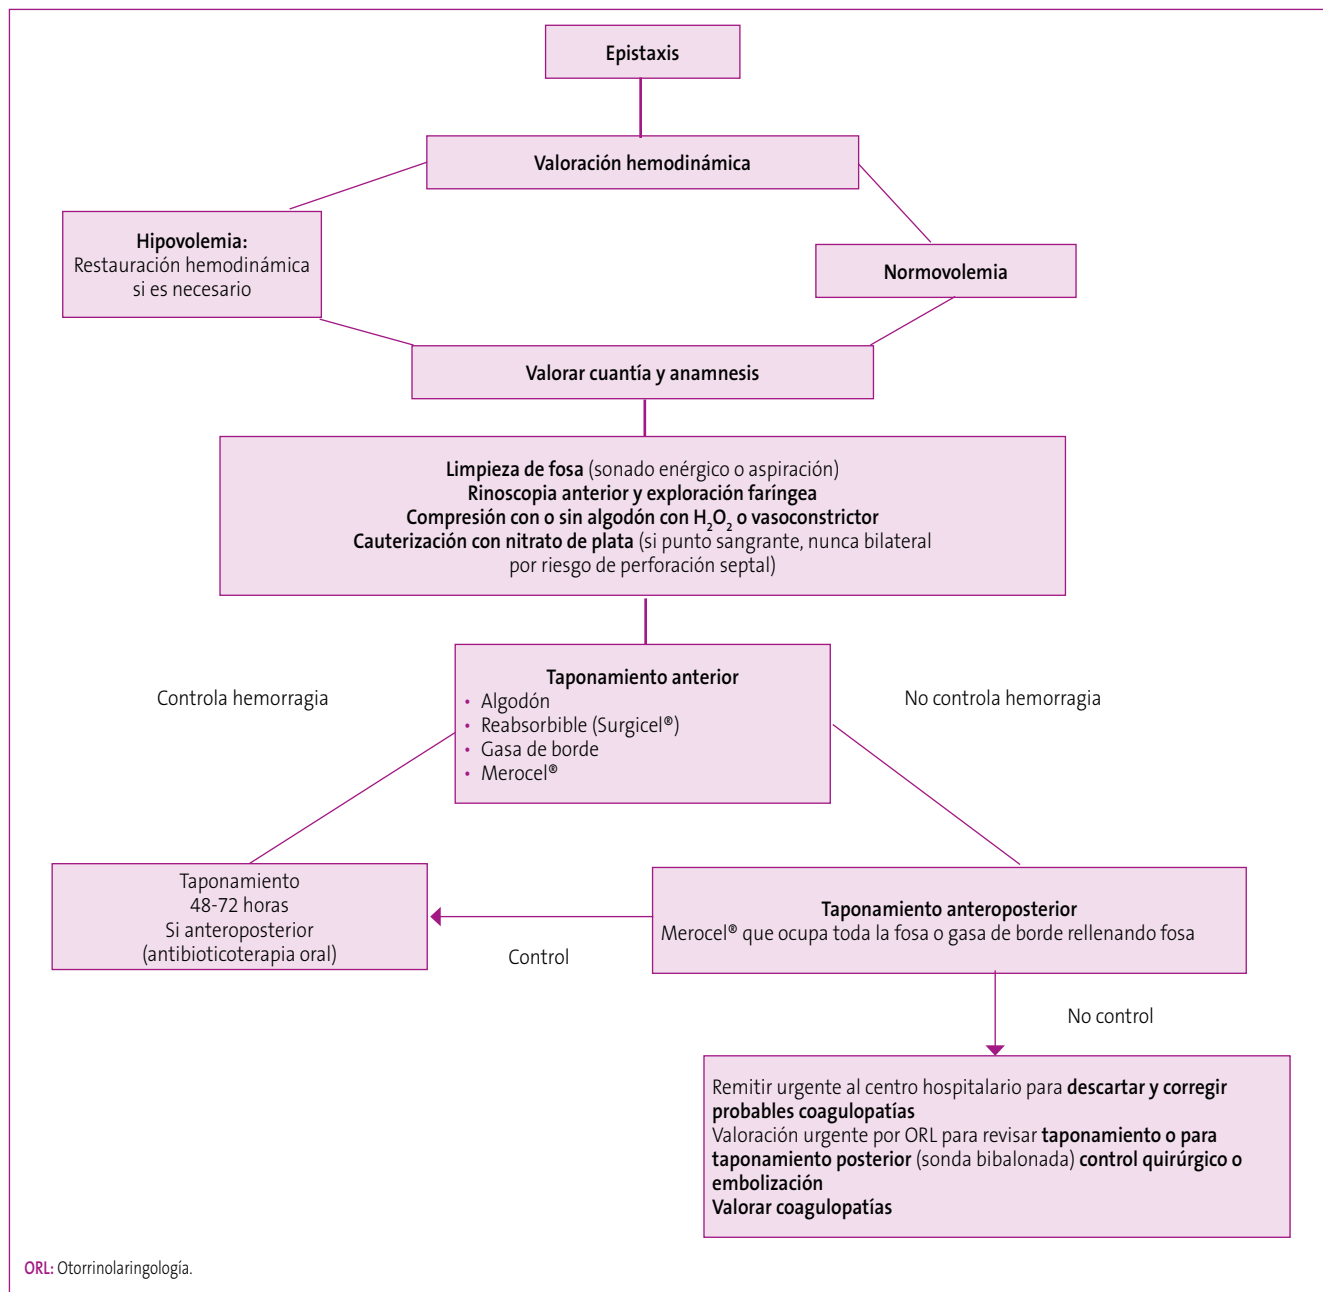 Epistaxis
Valoración hemodinámica
Hipovolemia:
Restauración hemodinámica
si es necesario
Normovolemia
Valorar cuantía y anamnesis
Limpieza de fosa (sonado enérgico o aspiración)
Rinoscopia anterior y exploración faríngea
Compresión con o sin algodón con H₂O₂ o vasoconstrictor
Cauterización con nitrato de plata (si punto sangrante, nunca bilateral
por riesgo de perforación septal)
Controla hemorragia
Taponamiento anterior
• Algodón
• Reabsorbible (Surgicel®)
• Gasa de borde
• Merocel®
No controla hemorragia
Taponamiento
48-72 horas
Si anteroposterior
(antibioticoterapia oral)
Control
Taponamiento anteroposterior
Merocel® que ocupa toda la fosa o gasa de borde rellenando fosa
No control
Remitir urgente al centro hospitalario para descartar y corregir
probables coagulopatías
Valoración urgente por ORL para revisar taponamiento o para
taponamiento posterior (sonda bibalonada) control quirúrgico o
embolización
Valorar coagulopatías
ORL: Otorrinolaringología.